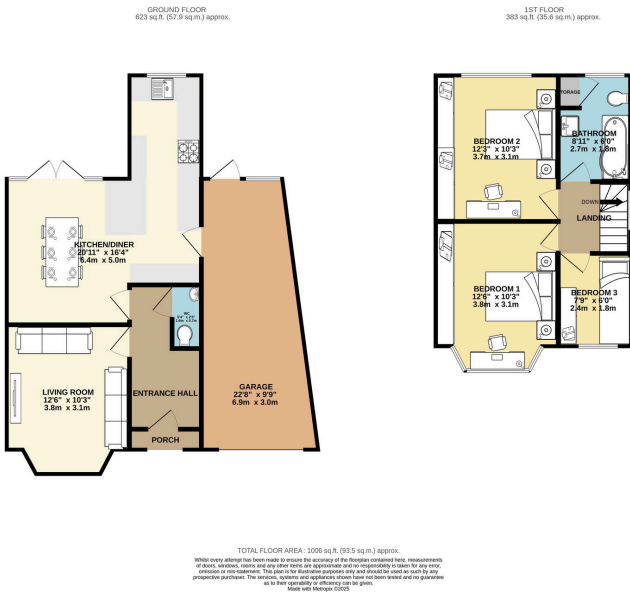 GROUND FLOOR
623 sq.ft. (57.9 sq.m.) approx.
1ST FLOOR
383 sq.ft. (35.6 sq.m.) approx.
KITCHEN/DINER
20'11" x 16'4"
6.4m x 5.0m
WC
LIVING ROOM
12'6" x 10'3"
3.8m x 3.1m
ENTRANCE HALL
PORCH
GARAGE
22'8" x 9'9"
6.9m x 3.0m
TORAGE
BEDROOM 2
12'3" x 10'3"
3.7m x 3.1m
BATHROOM
8'11" x 6'0"
2.7m x 1.8m
DOWN
LANDING
BEDROOM 1
12'6" x 10'3"
3.8m x 3.1m
BEDROOM 3
7'9" x 6'0"
2.4m x 1.8m
TOTAL FLOOR AREA : 1006 sq.ft. (93.5 sq.m.) approx.
Whilst every attempt has been made to ensure the accuracy of the floorplan contained here, measurements
of doors, windows, rooms and any other items are approximate and no responsibility is taken for any error,
omission or mis-statement. This plan is for illustrative purposes only and should be used as such by any
prospective purchaser. The services, systems and appliances shown have not been tested and no guarantee
as to their operability or efficiency can be given.
Made with Metropix ©2025